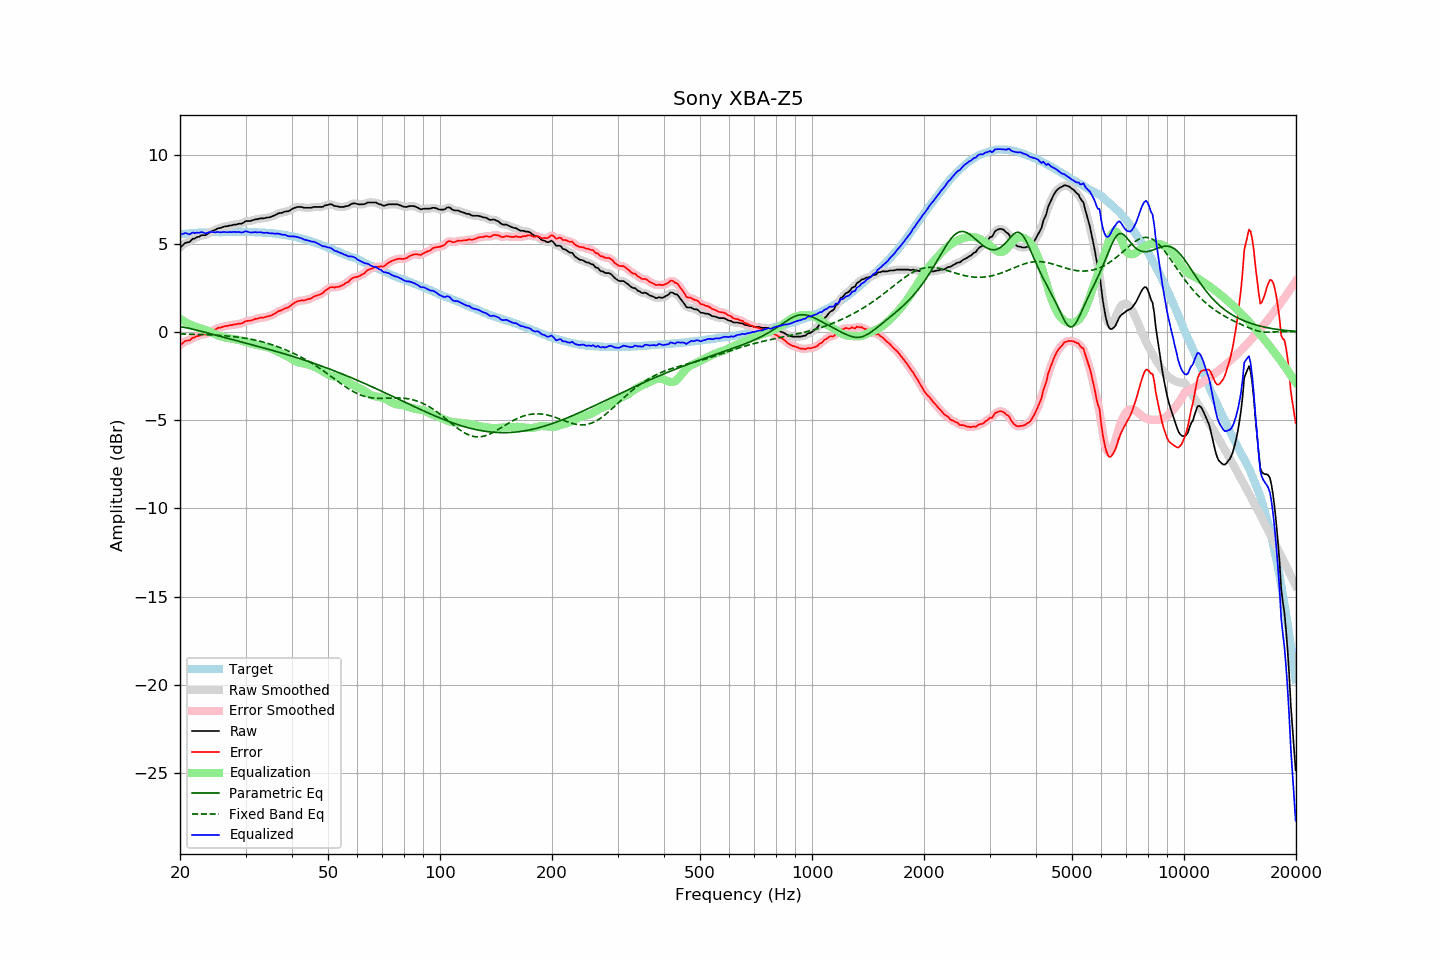 Sony XBA-Z5
10
5
0
−5
−10
−15
−20
−25
Amplitude (dBr)
Target
Raw Smoothed
Error Smoothed
Raw
Error
Equalization
Parametric Eq
Fixed Band Eq
Equalized
20 50 100 200 500 1000 2000 5000 10000 20000
Frequency (Hz)